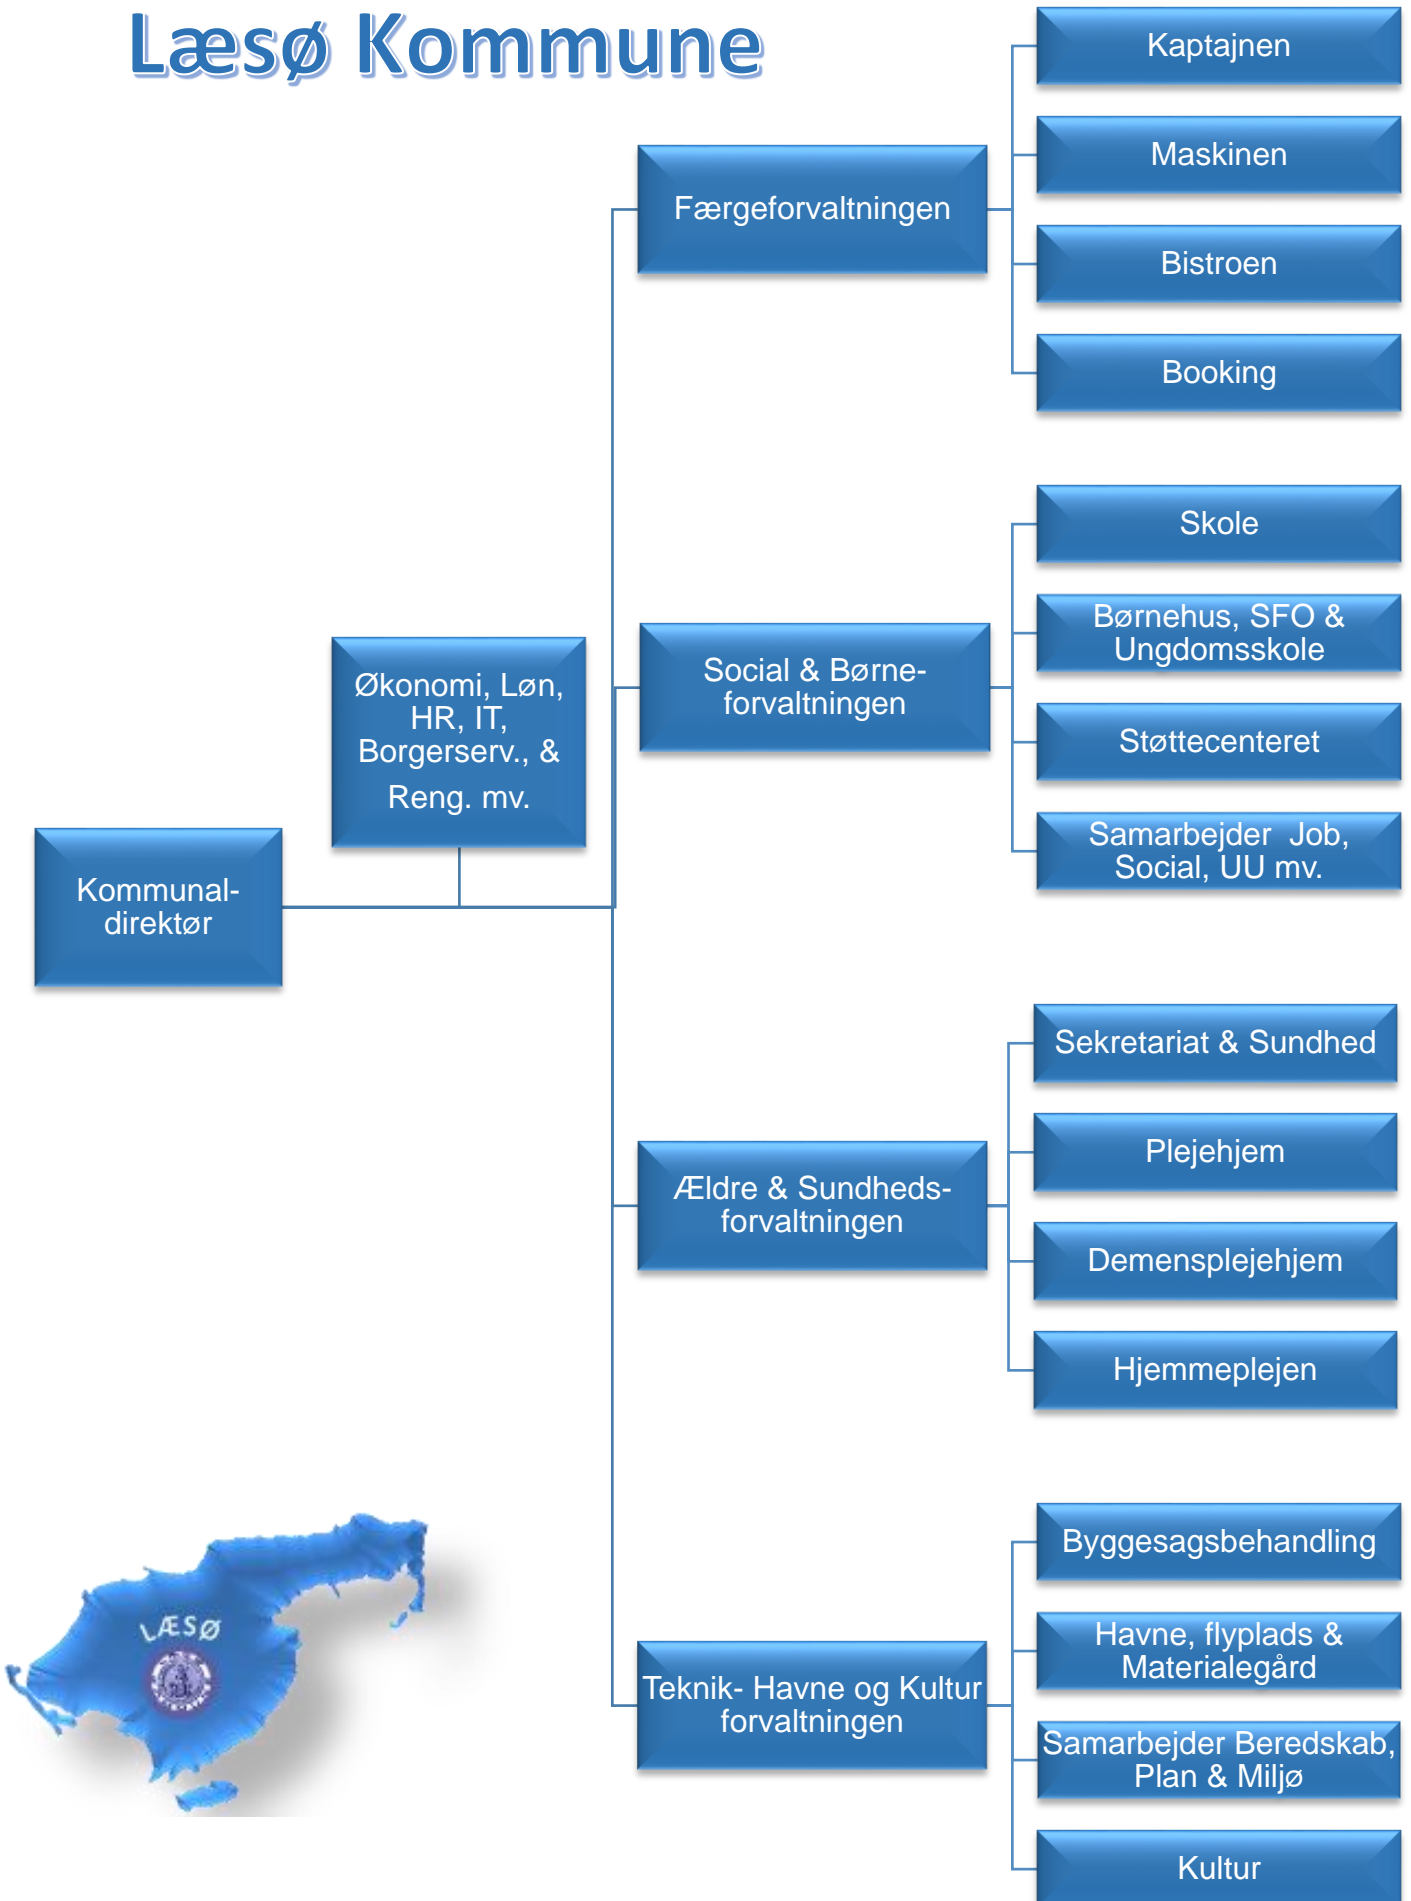 Læsø Kommune
Kaptajnen
Maskinen
Færgeforvaltningen
Bistroen
Booking
Skole
Børnehus, SFO &
Ungdomsskole
Social & Børne-
forvaltningen
Støttecenteret
Samarbejder  Job,
Social, UU mv.
Økonomi, Løn,
HR, IT,
Borgerserv., &
Reng. mv.
Kommunal-
direktør
Sekretariat & Sundhed
Plejehjem
Ældre & Sundheds-
forvaltningen
Demensplejehjem
Hjemmeplejen
Byggesagsbehandling
Havne, flyplads &
Materialegård
Teknik- Havne og Kultur
forvaltningen
Samarbejder Beredskab,
Plan & Miljø
Kultur
LÆSØ